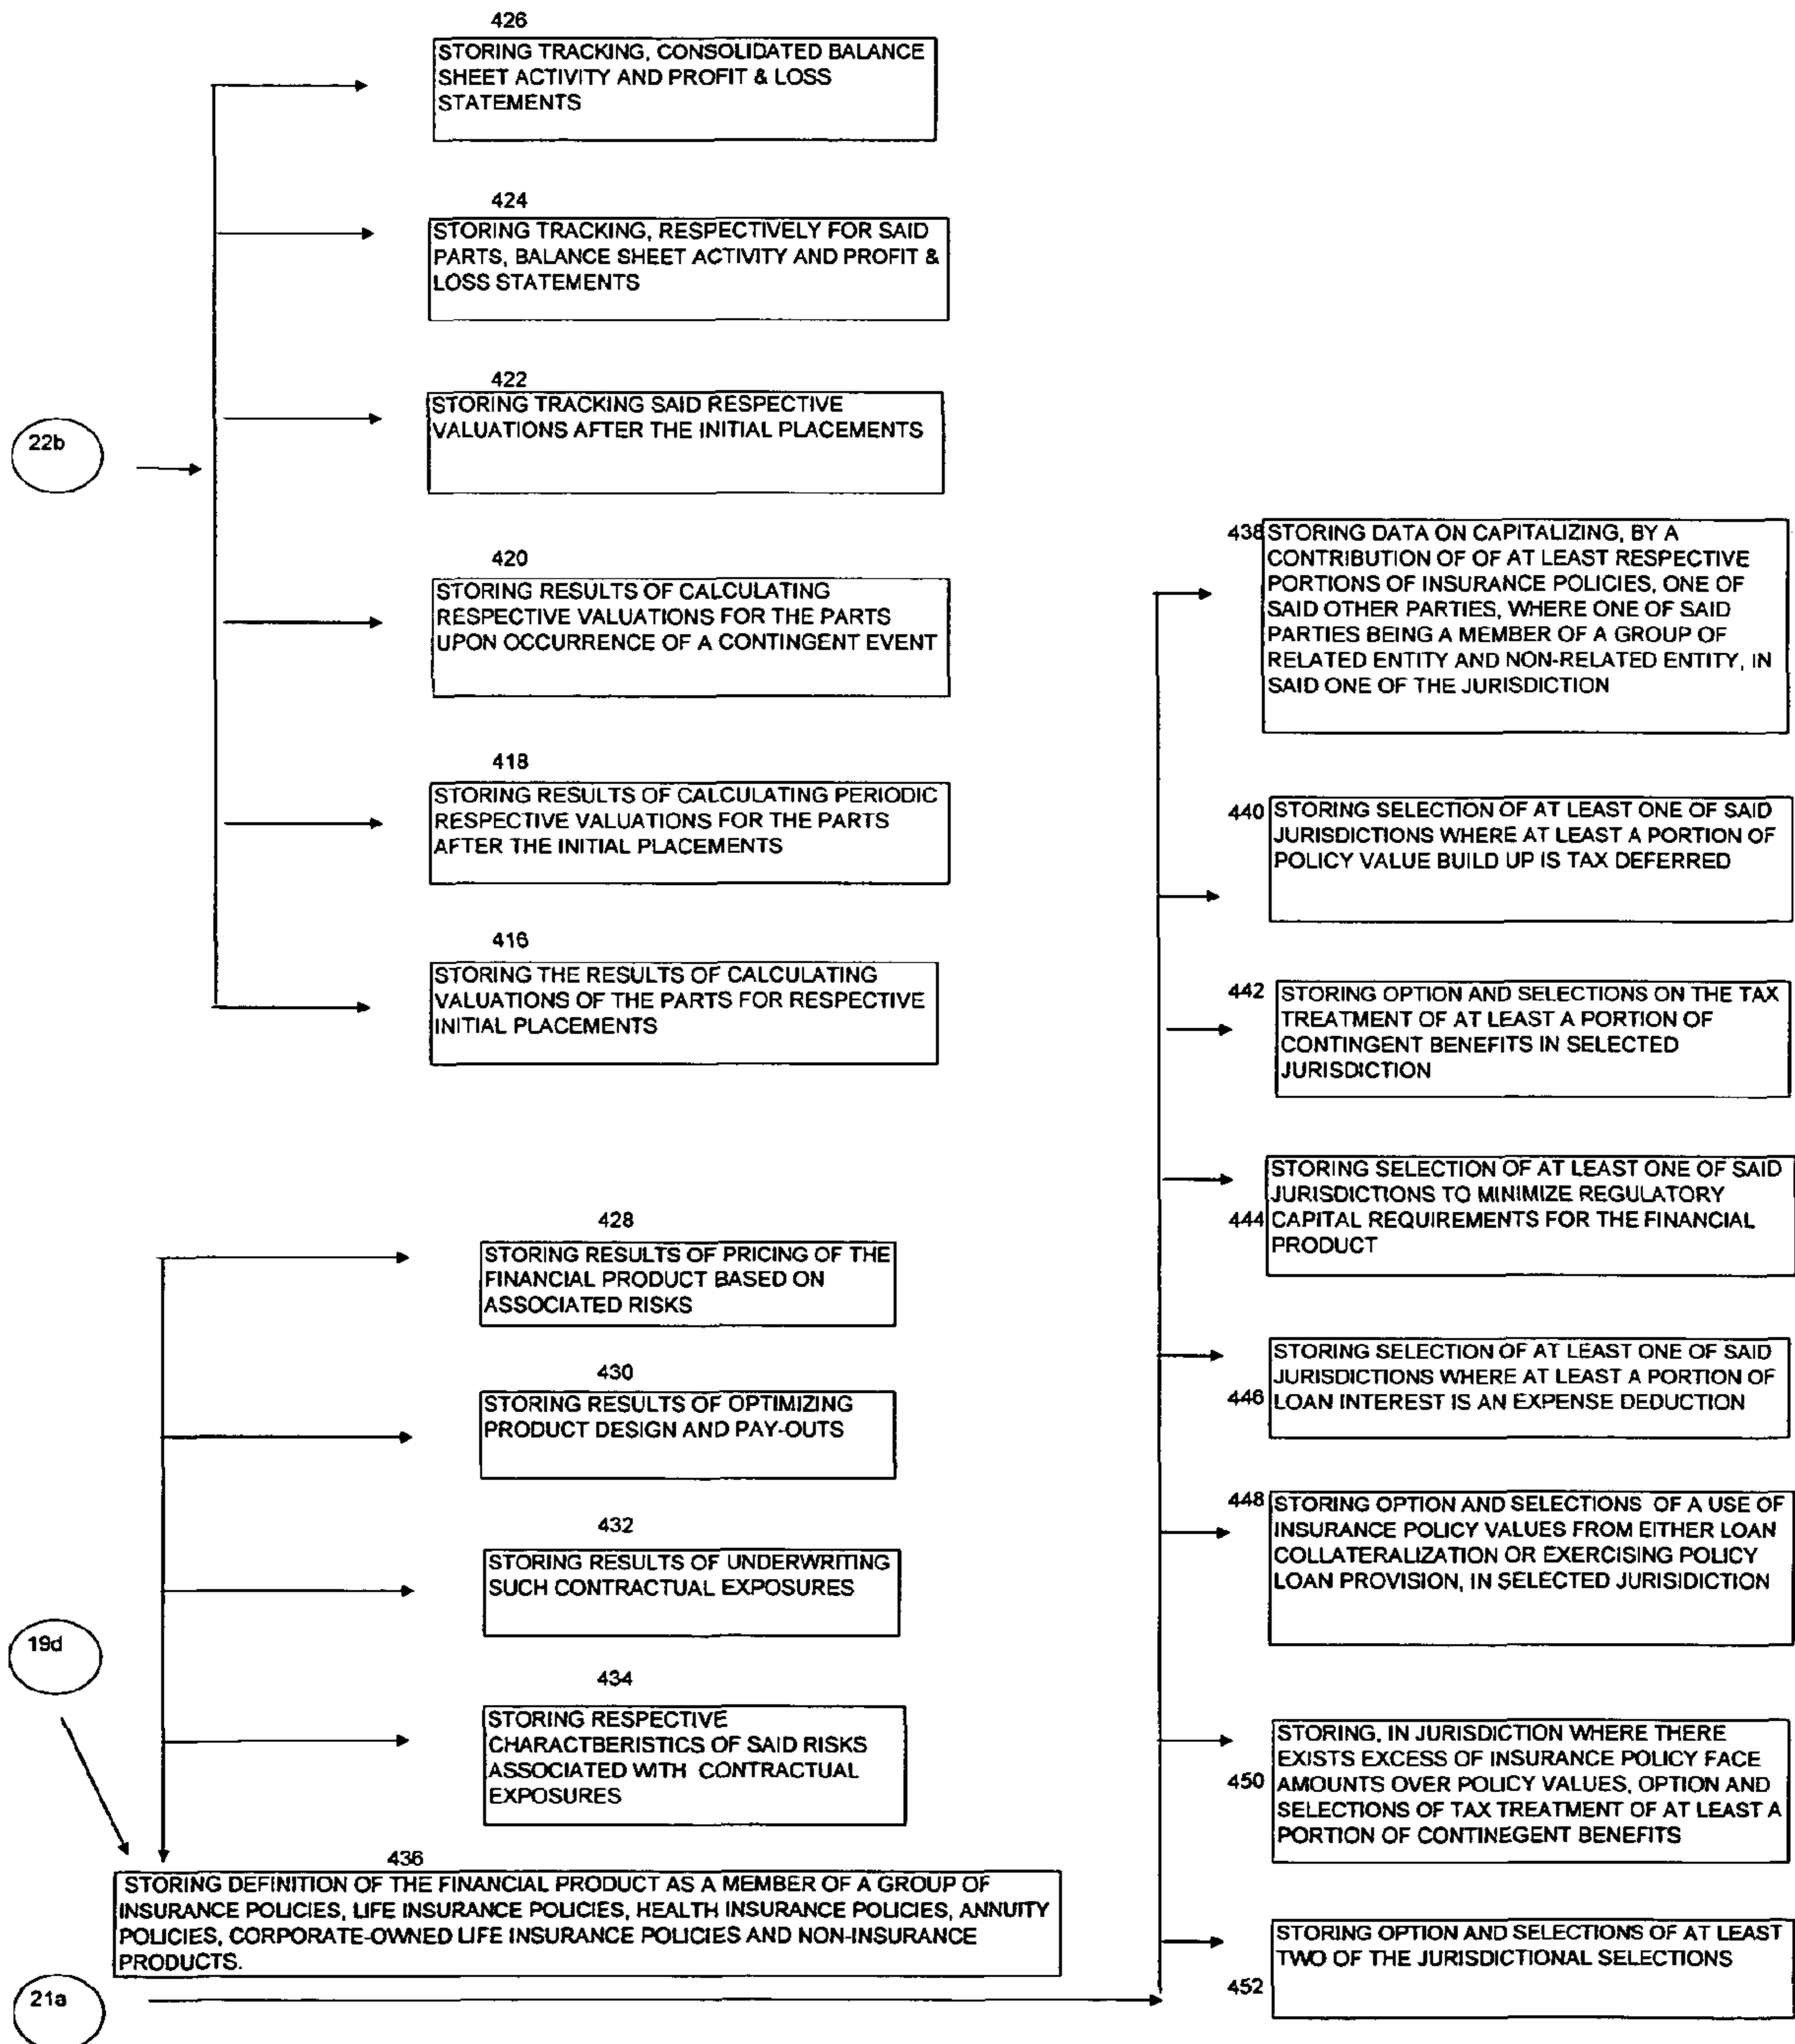 426
STORING TRACKING, CONSOLIDATED BALANCE
SHEET ACTIVITY AND PROFIT & LOSS
STATEMENTS
424
STORING TRACKING, RESPECTIVELY FOR SAID
PARTS, BALANCE SHEET ACTIVITY AND PROFIT &
LOSS STATEMENTS
422
STORING TRACKING SAID RESPECTIVE
VALUATIONS AFTER THE INITIAL PLACEMENTS
22b
420
STORING RESULTS OF CALCULATING
RESPECTIVE VALUATIONS FOR THE PARTS
UPON OCCURRENCE OF A CONTINGENT EVENT
418
STORING RESULTS OF CALCULATING PERIODIC
RESPECTIVE VALUATIONS FOR THE PARTS
AFTER THE INITIAL PLACEMENTS
416
STORING THE RESULTS OF CALCULATING
VALUATIONS OF THE PARTS FOR RESPECTIVE
INITIAL PLACEMENTS
428
STORING RESULTS OF PRICING OF THE
FINANCIAL PRODUCT BASED ON
ASSOCIATED RISKS
430
STORING RESULTS OF OPTIMIZING
PRODUCT DESIGN AND PAY-OUTS
432
STORING RESULTS OF UNDERWRITING
SUCH CONTRACTUAL EXPOSURES
19d
434
STORING RESPECTIVE
CHARACTBERISTICS OF SAID RISKS
ASSOCIATED WITH CONTRACTUAL
EXPOSURES
436
STORING DEFINITION OF THE FINANCIAL PRODUCT AS A MEMBER OF A GROUP OF
INSURANCE POLICIES, LIFE INSURANCE POLICIES, HEALTH INSURANCE POLICIES, ANNUITY
POLICIES, CORPORATE-OWNED LIFE INSURANCE POLICIES AND NON-INSURANCE
PRODUCTS.
21a
438 STORING DATA ON CAPITALIZING, BY A
CONTRIBUTION OF OF AT LEAST RESPECTIVE
PORTIONS OF INSURANCE POLICIES, ONE OF
SAID OTHER PARTIES, WHERE ONE OF SAID
PARTIES BEING A MEMBER OF A GROUP OF
RELATED ENTITY AND NON-RELATED ENTITY, IN
SAID ONE OF THE JURISDICTION
440 STORING SELECTION OF AT LEAST ONE OF SAID
JURISDICTIONS WHERE AT LEAST A PORTION OF
POLICY VALUE BUILD UP IS TAX DEFERRED
442 STORING OPTION AND SELECTIONS ON THE TAX
TREATMENT OF AT LEAST A PORTION OF
CONTINGENT BENEFITS IN SELECTED
JURISDICTION
STORING SELECTION OF AT LEAST ONE OF SAID
JURISDICTIONS TO MINIMIZE REGULATORY
444 CAPITAL REQUIREMENTS FOR THE FINANCIAL
PRODUCT
STORING SELECTION OF AT LEAST ONE OF SAID
JURISDICTIONS WHERE AT LEAST A PORTION OF
446 LOAN INTEREST IS AN EXPENSE DEDUCTION
448 STORING OPTION AND SELECTIONS OF A USE OF
INSURANCE POLICY VALUES FROM EITHER LOAN
COLLATERALIZATION OR EXERCISING POLICY
LOAN PROVISION, IN SELECTED JURISIDICTION
STORING, IN JURISDICTION WHERE THERE
EXISTS EXCESS OF INSURANCE POLICY FACE
450 AMOUNTS OVER POLICY VALUES, OPTION AND
SELECTIONS OF TAX TREATMENT OF AT LEAST A
PORTION OF CONTINEGENT BENEFITS
STORING OPTION AND SELECTIONS OF AT LEAST
TWO OF THE JURISDICTIONAL SELECTIONS
452